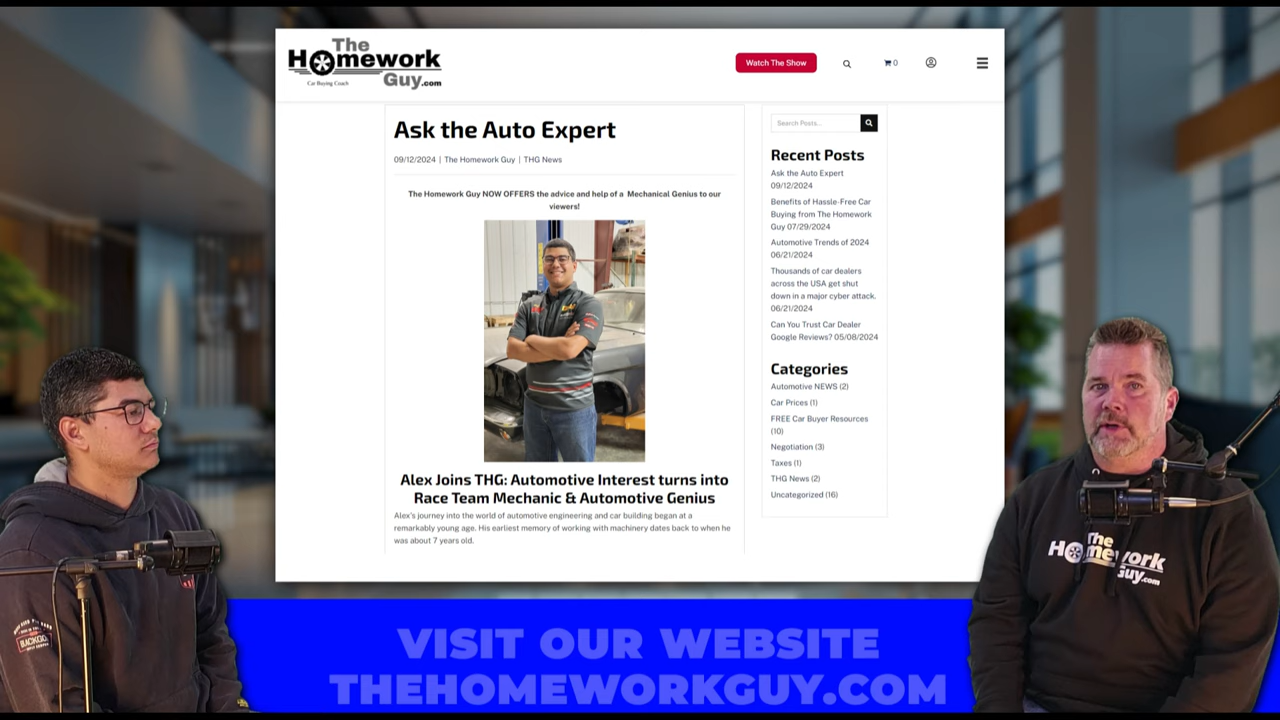 The
Homework
Guy.com
Car Buying Coach
Watch The Show
0
Ask the Auto Expert
09/12/2024 | The Homework Guy | THG News
The Homework Guy NOW OFFERS the advice and help of a Mechanical Genius to our
viewers!
Alex Joins THG: Automotive Interest turns into
Race Team Mechanic & Automotive Genius
Alex's journey into the world of automotive engineering and car building began at a
remarkably young age. His earliest memory of working with machinery dates back to when he
was about 7 years old.
Search Posts...
Recent Posts
Ask the Auto Expert
09/12/2024
Benefits of Hassle-Free Car
Buying from The Homework
Guy 07/29/2024
Automotive Trends of 2024
06/21/2024
Thousands of car dealers
across the USA get shut
down in a major cyber attack.
06/21/2024
Can You Trust Car Dealer
Google Reviews? 05/08/2024
Categories
Automotive NEWS (2)
Car Prices (1)
FREE Car Buyer Resources
(10)
Negotiation (3)
Taxes (1)
THG News (2)
Uncategorized (16)
The
Homework
Guy.com
VISIT OUR WEBSITE
THEHOMEWORKGUY.COM